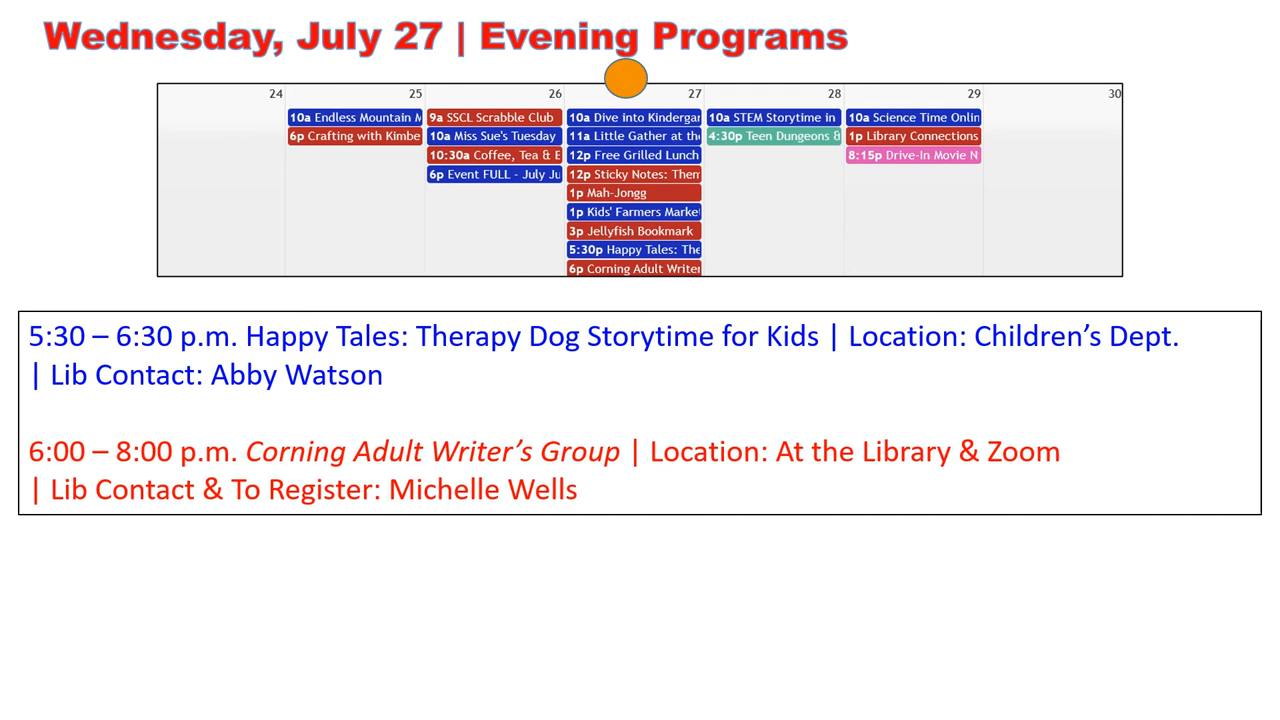 Wednesday, July 27 | Evening Programs
24 25 26 27 28 29 30
10a Endless Mountain M
6p Crafting with Kimbe
9a SSCL Scrabble Club
10a Miss Sue's Tuesday
10:30a Coffee, Tea & E
6p Event FULL - July Ju
10a Dive into Kindergar
11a Little Gather at the
12p Free Grilled Lunch
12p Sticky Notes: Them
1p Mah-Jongg
1p Kids' Farmers Market
3p Jellyfish Bookmark
5:30p Happy Tales: The
6p Corning Adult Writer
10a STEM Storytime in
4:30p Teen Dungeons &
10a Science Time Onlin
1p Library Connections
8:15p Drive-In Movie N
5:30 – 6:30 p.m. Happy Tales: Therapy Dog Storytime for Kids | Location: Children’s Dept.
| Lib Contact: Abby Watson
6:00 – 8:00 p.m. Corning Adult Writer’s Group | Location: At the Library & Zoom
| Lib Contact & To Register: Michelle Wells